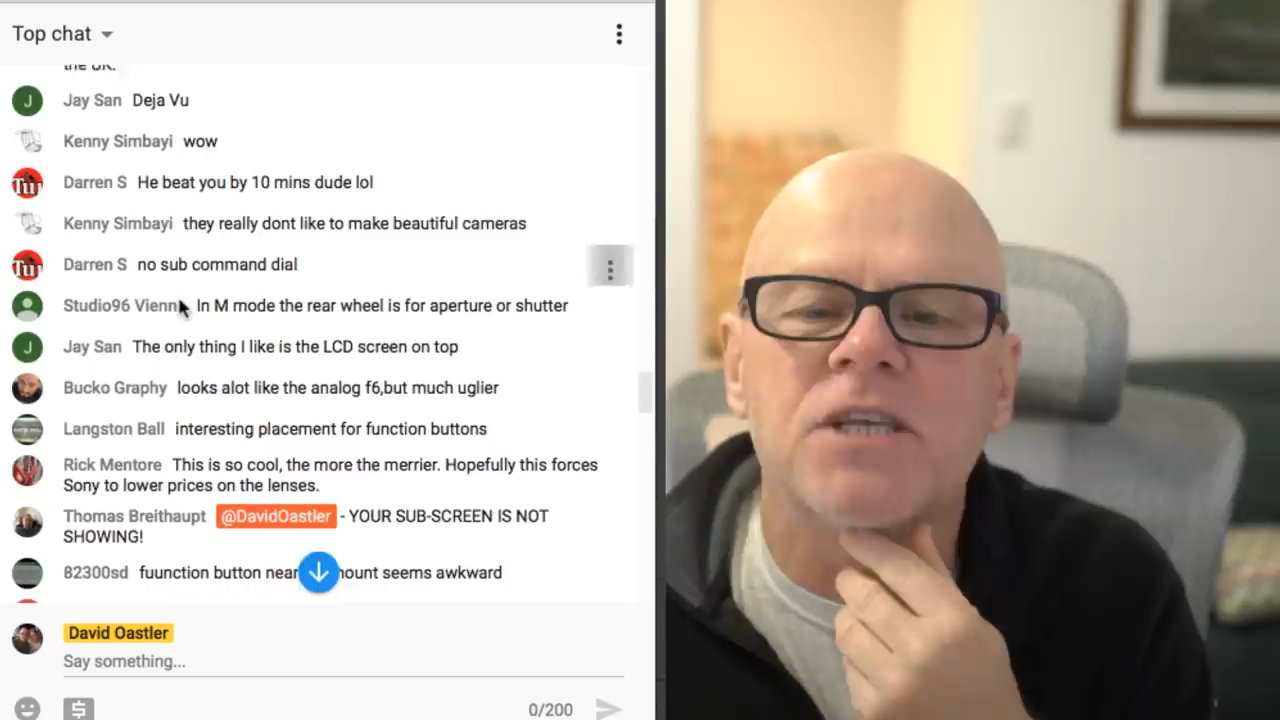 Top chat
the UK.
Jay San Deja Vu
Kenny Simbayi wow
Darren S He beat you by 10 mins dude lol
Kenny Simbayi they really dont like to make beautiful cameras
Darren S no sub command dial
Studio96 Vienn In M mode the rear wheel is for aperture or shutter
Jay San The only thing I like is the LCD screen on top
Bucko Graphy looks alot like the analog f6,but much uglier
Langston Ball interesting placement for function buttons
Rick Mentore This is so cool, the more the merrier. Hopefully this forces
Sony to lower prices on the lenses.
Thomas Breithaupt @DavidOastler - YOUR SUB-SCREEN IS NOT
SHOWING!
82300sd fuunction button near ount seems awkward
David Oastler
Say something...
0/200